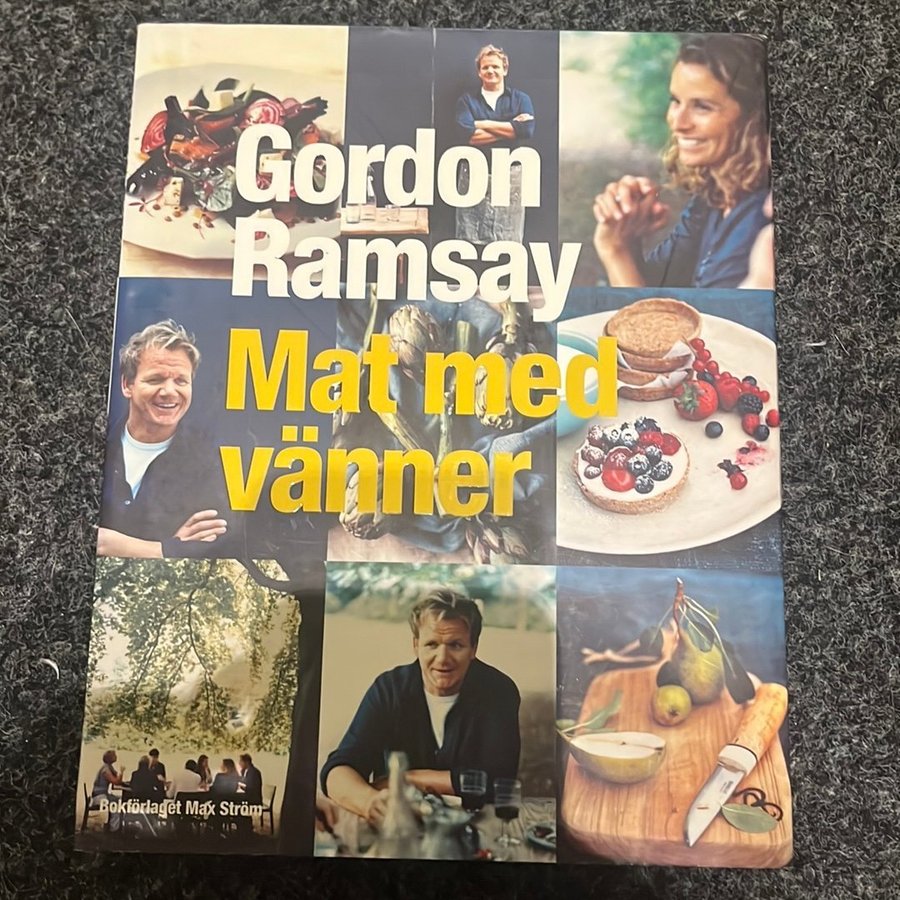 Gordon
Ramsay
Mat med
vänner
Bokförlaget Max Ström